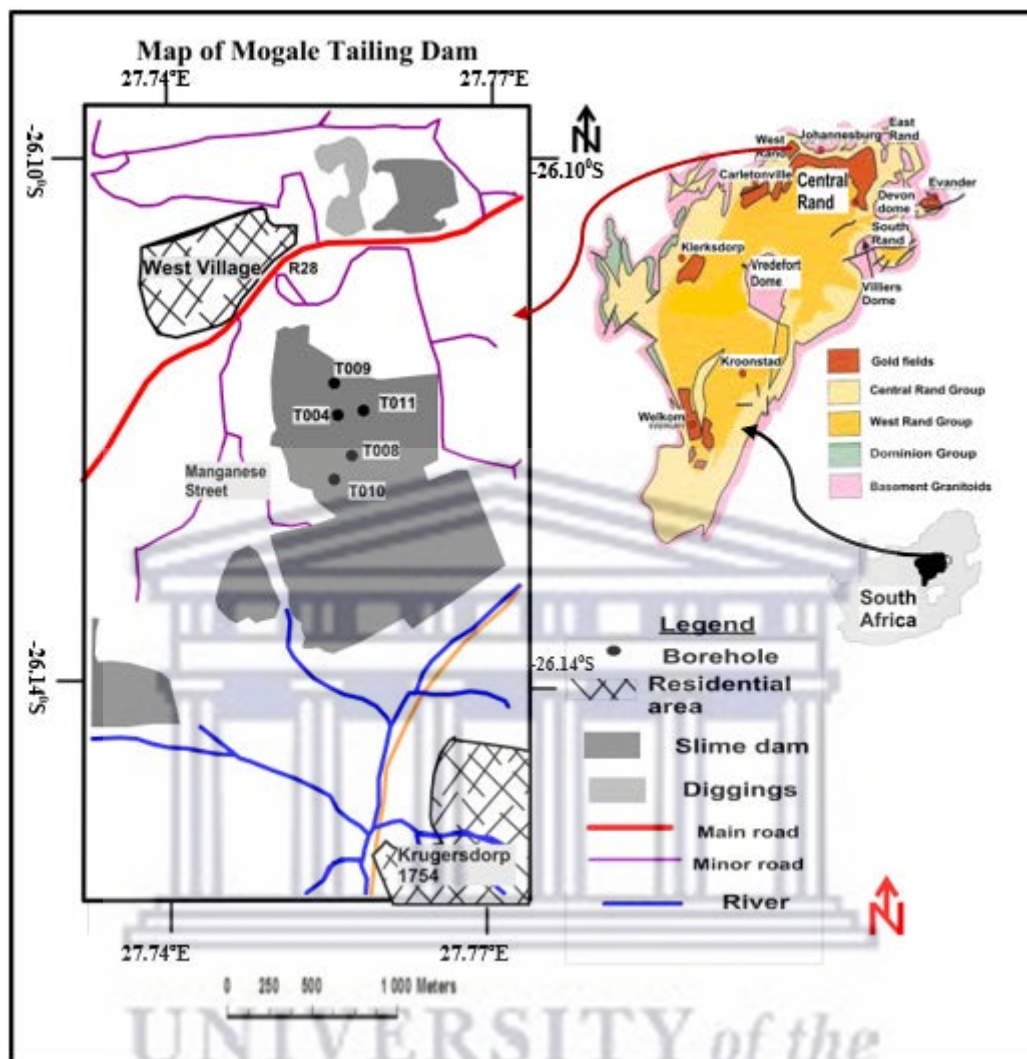 Map of Mogale Tailing Dam
27.74°E
27.77°E
-26.10⁰S
-26.10⁰S
N
West Village
R28
T009
T004
T011
T008
T010
Manganese
Street
-26.14⁰S
-26.14⁰S
Krugersdorp
1754
27.74°E
27.77°E
0 250 500 1 000 Meters
East
Rand
Johannesburg
West
Rand
Carletonville
Central
Rand
Evander
Devon
dome
South
Rand
Klerksdorp
Vredefort
Dome
Villiers
Dome
Kroonstad
Welkom
Gold fields
Central Rand Group
West Rand Group
Dominion Group
Basement Granitoids
South
Africa
Legend
Borehole
Residential
area
Slime dam
Diggings
Main road
Minor road
River
N
UNIVERSITY of the